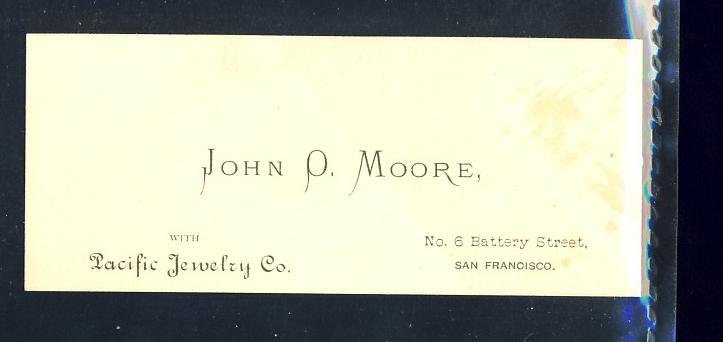 John O. Moore,
WITH
Pacific Jewelry Co.
No. 6 Battery Street,
SAN FRANCISCO.